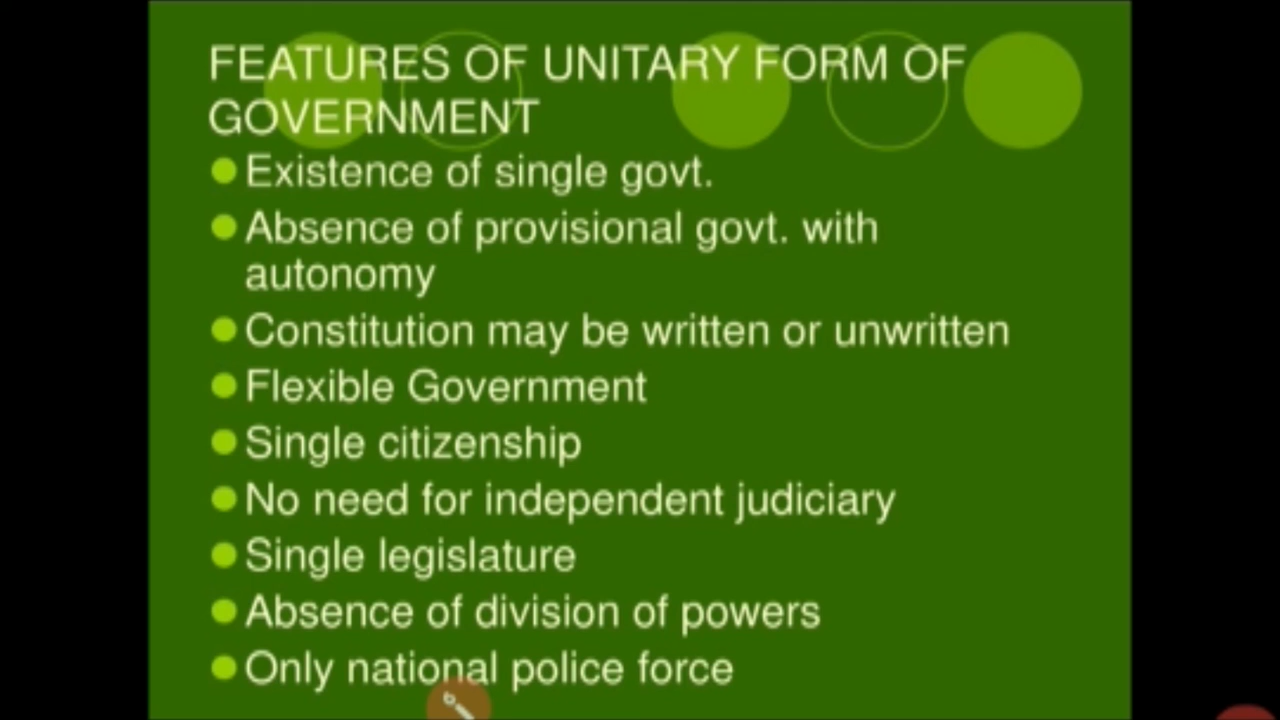 FEATURES OF UNITARY FORM OF
GOVERNMENT
Existence of single govt.
Absence of provisional govt. with
autonomy
Constitution may be written or unwritten
Flexible Government
Single citizenship
No need for independent judiciary
Single legislature
Absence of division of powers
Only national police force